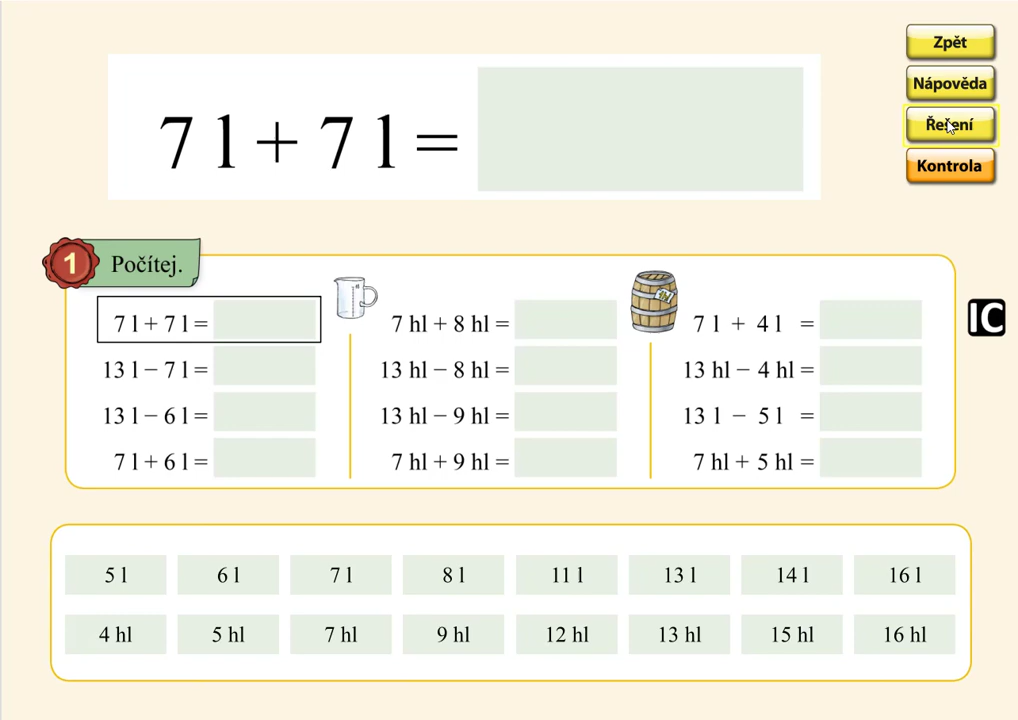 7 l + 7 l =
Zpět
Nápověda
Řešení
Kontrola
1 Počítej.
7 l + 7 l =
13 l − 7 l =
13 l − 6 l =
7 l + 6 l =
7 hl + 8 hl =
13 hl − 8 hl =
13 hl − 9 hl =
7 hl + 9 hl =
7 l + 4 l =
13 hl − 4 hl =
13 l − 5 l =
7 hl + 5 hl =
IC
5 l 6 l 7 l 8 l 11 l 13 l 14 l 16 l
4 hl 5 hl 7 hl 9 hl 12 hl 13 hl 15 hl 16 hl